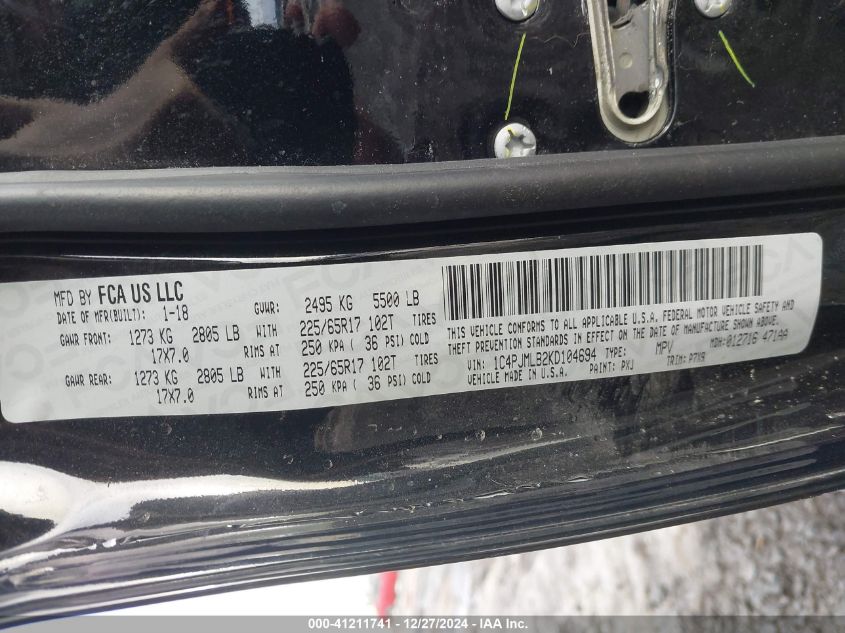 MFD BY FCA US LLC
DATE OF MFR(BUILT): 1-18 GVWR: 2495 KG 5500 LB
GAWR FRONT: 1273 KG 2805 LB WITH 225/65R17 102T TIRES
17X7.0 RIMS AT 250 KPA ( 36 PSI) COLD
GAWR REAR: 1273 KG 2805 LB WITH 225/65R17 102T TIRES
17X7.0 RIMS AT 250 KPA ( 36 PSI) COLD
THIS VEHICLE CONFORMS TO ALL APPLICABLE U.S.A. FEDERAL MOTOR VEHICLE SAFETY AND
THEFT PREVENTION STANDARDS IN EFFECT ON THE DATE OF MANUFACTURE SHOWN ABOVE.
VIN: 1C4PJMLB2KD104694 TYPE: MPV MDH: 012716 471AA
VEHICLE MADE IN U.S.A. PAINT: PXJ TRIM: P7X9
000-41211741 - 12/27/2024 - IAA, Inc.